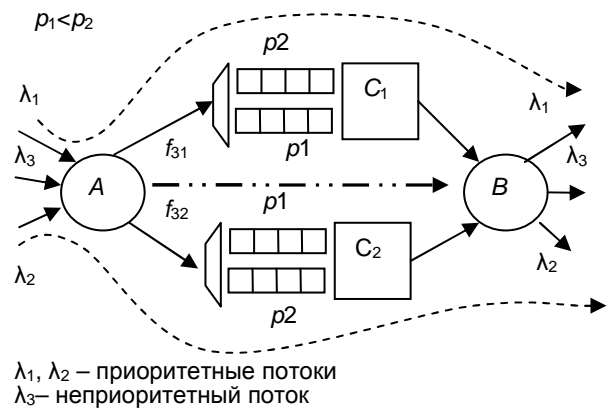 p₁<p₂
p2
C₁
λ₁
λ₁
λ₃
f₃₁
p1
λ₃
A
B
f₃₂
p1
C₂
λ₂
λ₂
p2
λ₁, λ₂ – приоритетные потоки
λ₃– неприоритетный поток